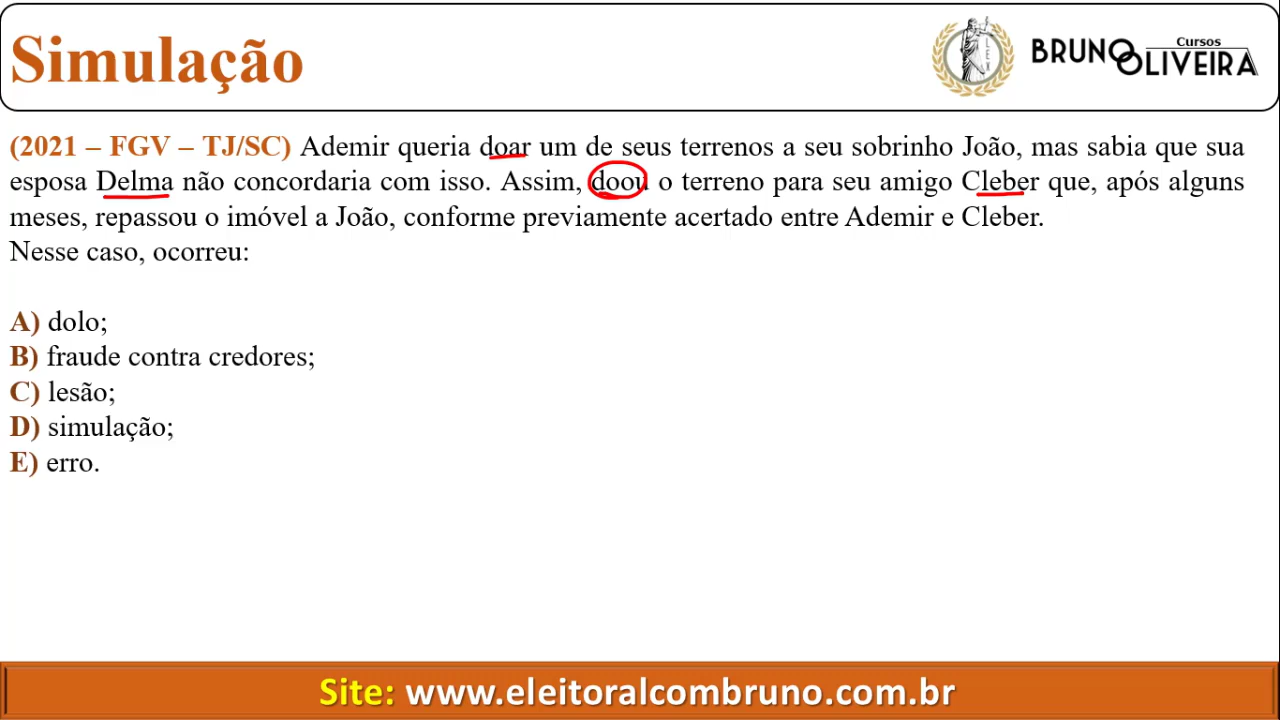 Simulação
LEX
BRUNO Cursos
OLIVEIRA
(2021 – FGV – TJ/SC) Ademir queria doar um de seus terrenos a seu sobrinho João, mas sabia que sua
esposa Delma não concordaria com isso. Assim, doou o terreno para seu amigo Cleber que, após alguns
meses, repassou o imóvel a João, conforme previamente acertado entre Ademir e Cleber.
Nesse caso, ocorreu:
A) dolo;
B) fraude contra credores;
C) lesão;
D) simulação;
E) erro.
Site: www.eleitoralcombruno.com.br